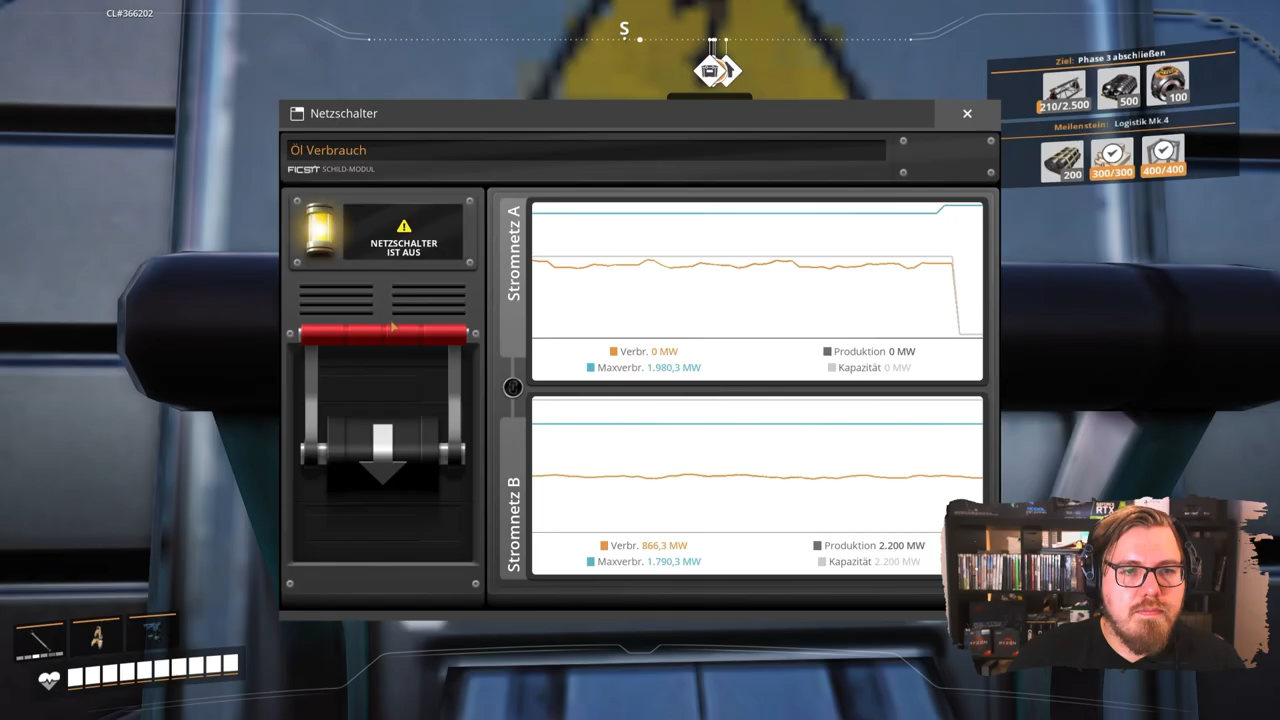 CL#366202
S
Ziel: Phase 3 abschließen
210/2.500
500
100
Meilenstein: Logistik Mk.4
200
300/300
400/400
Netzschalter
Öl Verbrauch
FICSIT SCHILD-MODUL
NETZSCHALTER
IST AUS
Stromnetz A
Verbr. 0 MW
Produktion 0 MW
Maxverbr. 1.980,3 MW
Kapazität 0 MW
Stromnetz B
Verbr. 866,3 MW
Produktion 2.200 MW
Maxverbr. 1.790,3 MW
Kapazität 2.200 MW
RTX